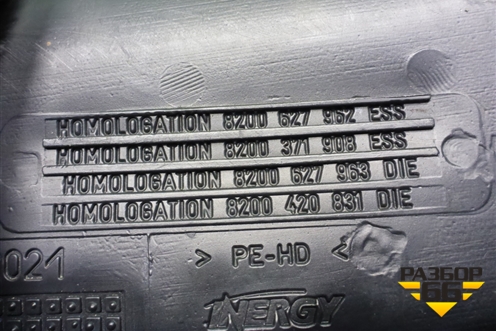 HOMOLOGATION 8200 627 962 ESS
HOMOLOGATION 8200 371 908 ESS
HOMOLOGATION 8200 627 963 DIE
HOMOLOGATION 8200 420 831 DIE
021
> PE-HD <
INERGY
РАЗБОР
66